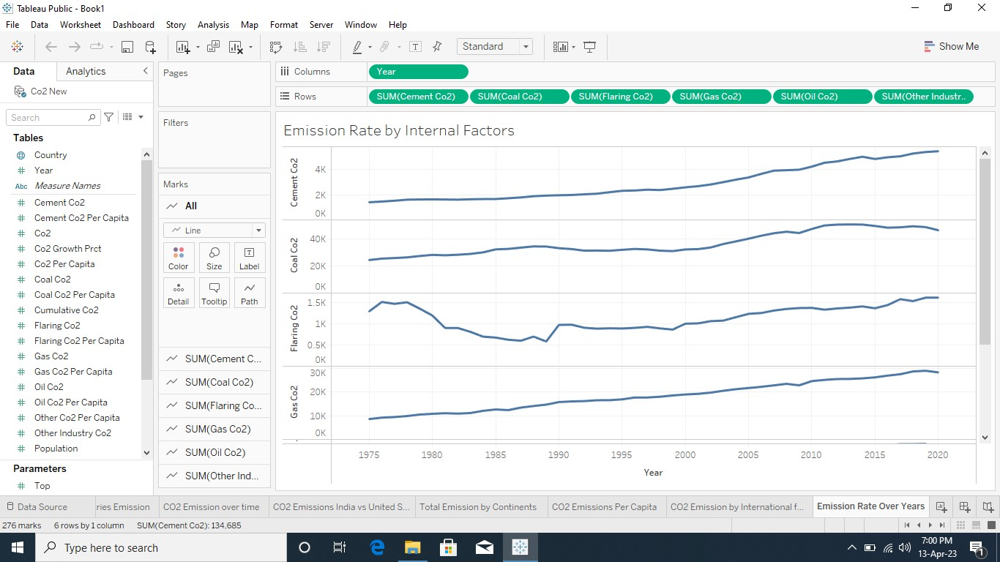 Tableau Public - Book1
File Data Worksheet Dashboard Story Analysis Map Format Server Window Help
Standard
Show Me
Data Analytics
Co2 New
Search
Tables
Country
Year
Abc Measure Names
Cement Co2
Cement Co2 Per Capita
Co2
Co2 Growth Prct
Co2 Per Capita
Coal Co2
Coal Co2 Per Capita
Cumulative Co2
Flaring Co2
Flaring Co2 Per Capita
Gas Co2
Gas Co2 Per Capita
Oil Co2
Oil Co2 Per Capita
Other Co2 Per Capita
Other Industry Co2
Population
Parameters
Top
Pages
Filters
Marks
All
Line
Color Size Label
Detail Tooltip Path
SUM(Cement C...
SUM(Coal Co2)
SUM(Flaring Co...
SUM(Gas Co2)
SUM(Oil Co2)
SUM(Other Ind...
Columns Year
Rows SUM(Cement Co2) SUM(Coal Co2) SUM(Flaring Co2) SUM(Gas Co2) SUM(Oil Co2) SUM(Other Industr..
Emission Rate by Internal Factors
Cement Co2
4K
2K
0K
Coal Co2
40K
20K
0K
Flaring Co2
1.5K
1K
0.5K
0K
Gas Co2
30K
20K
10K
0K
1975 1980 1985 1990 1995 2000 2005 2010 2015 2020
Year
Data Source ries Emission CO2 Emission over time CO2 Emissions India vs United S... Total Emission by Continents CO2 Emissions Per Capita CO2 Emission by International f... Emission Rate Over Years
276 marks 6 rows by 1 column SUM(Cement Co2): 134,685
Type here to search
7:00 PM
13-Apr-23
1